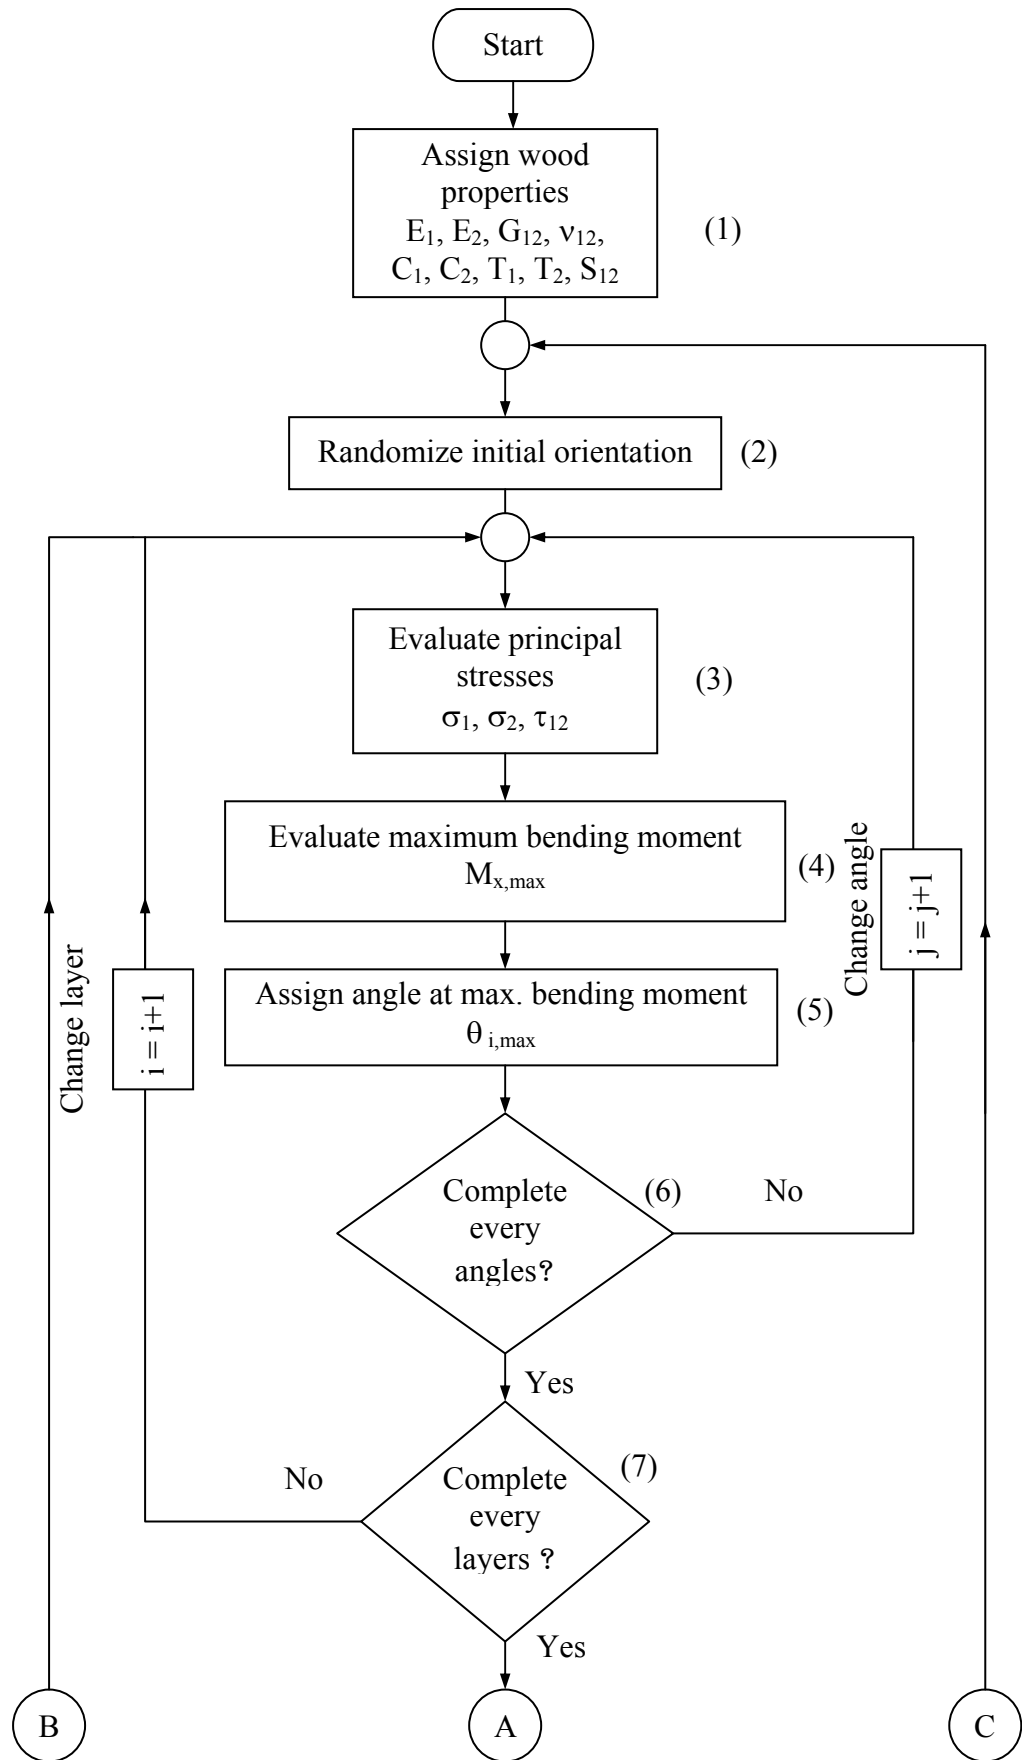 Start
Assign wood
properties
E₁, E₂, G₁₂, ν₁₂,
C₁, C₂, T₁, T₂, S₁₂
(1)
Randomize initial orientation
(2)
Evaluate principal
stresses
σ₁, σ₂, τ₁₂
(3)
Evaluate maximum bending moment
Mx,max
(4)
Assign angle at max. bending moment
θ i,max
(5)
Change angle
j = j+1
Change layer
i = i+1
Complete
every
angles?
(6)
No
Yes
Complete
every
layers ?
(7)
No
Yes
B
A
C